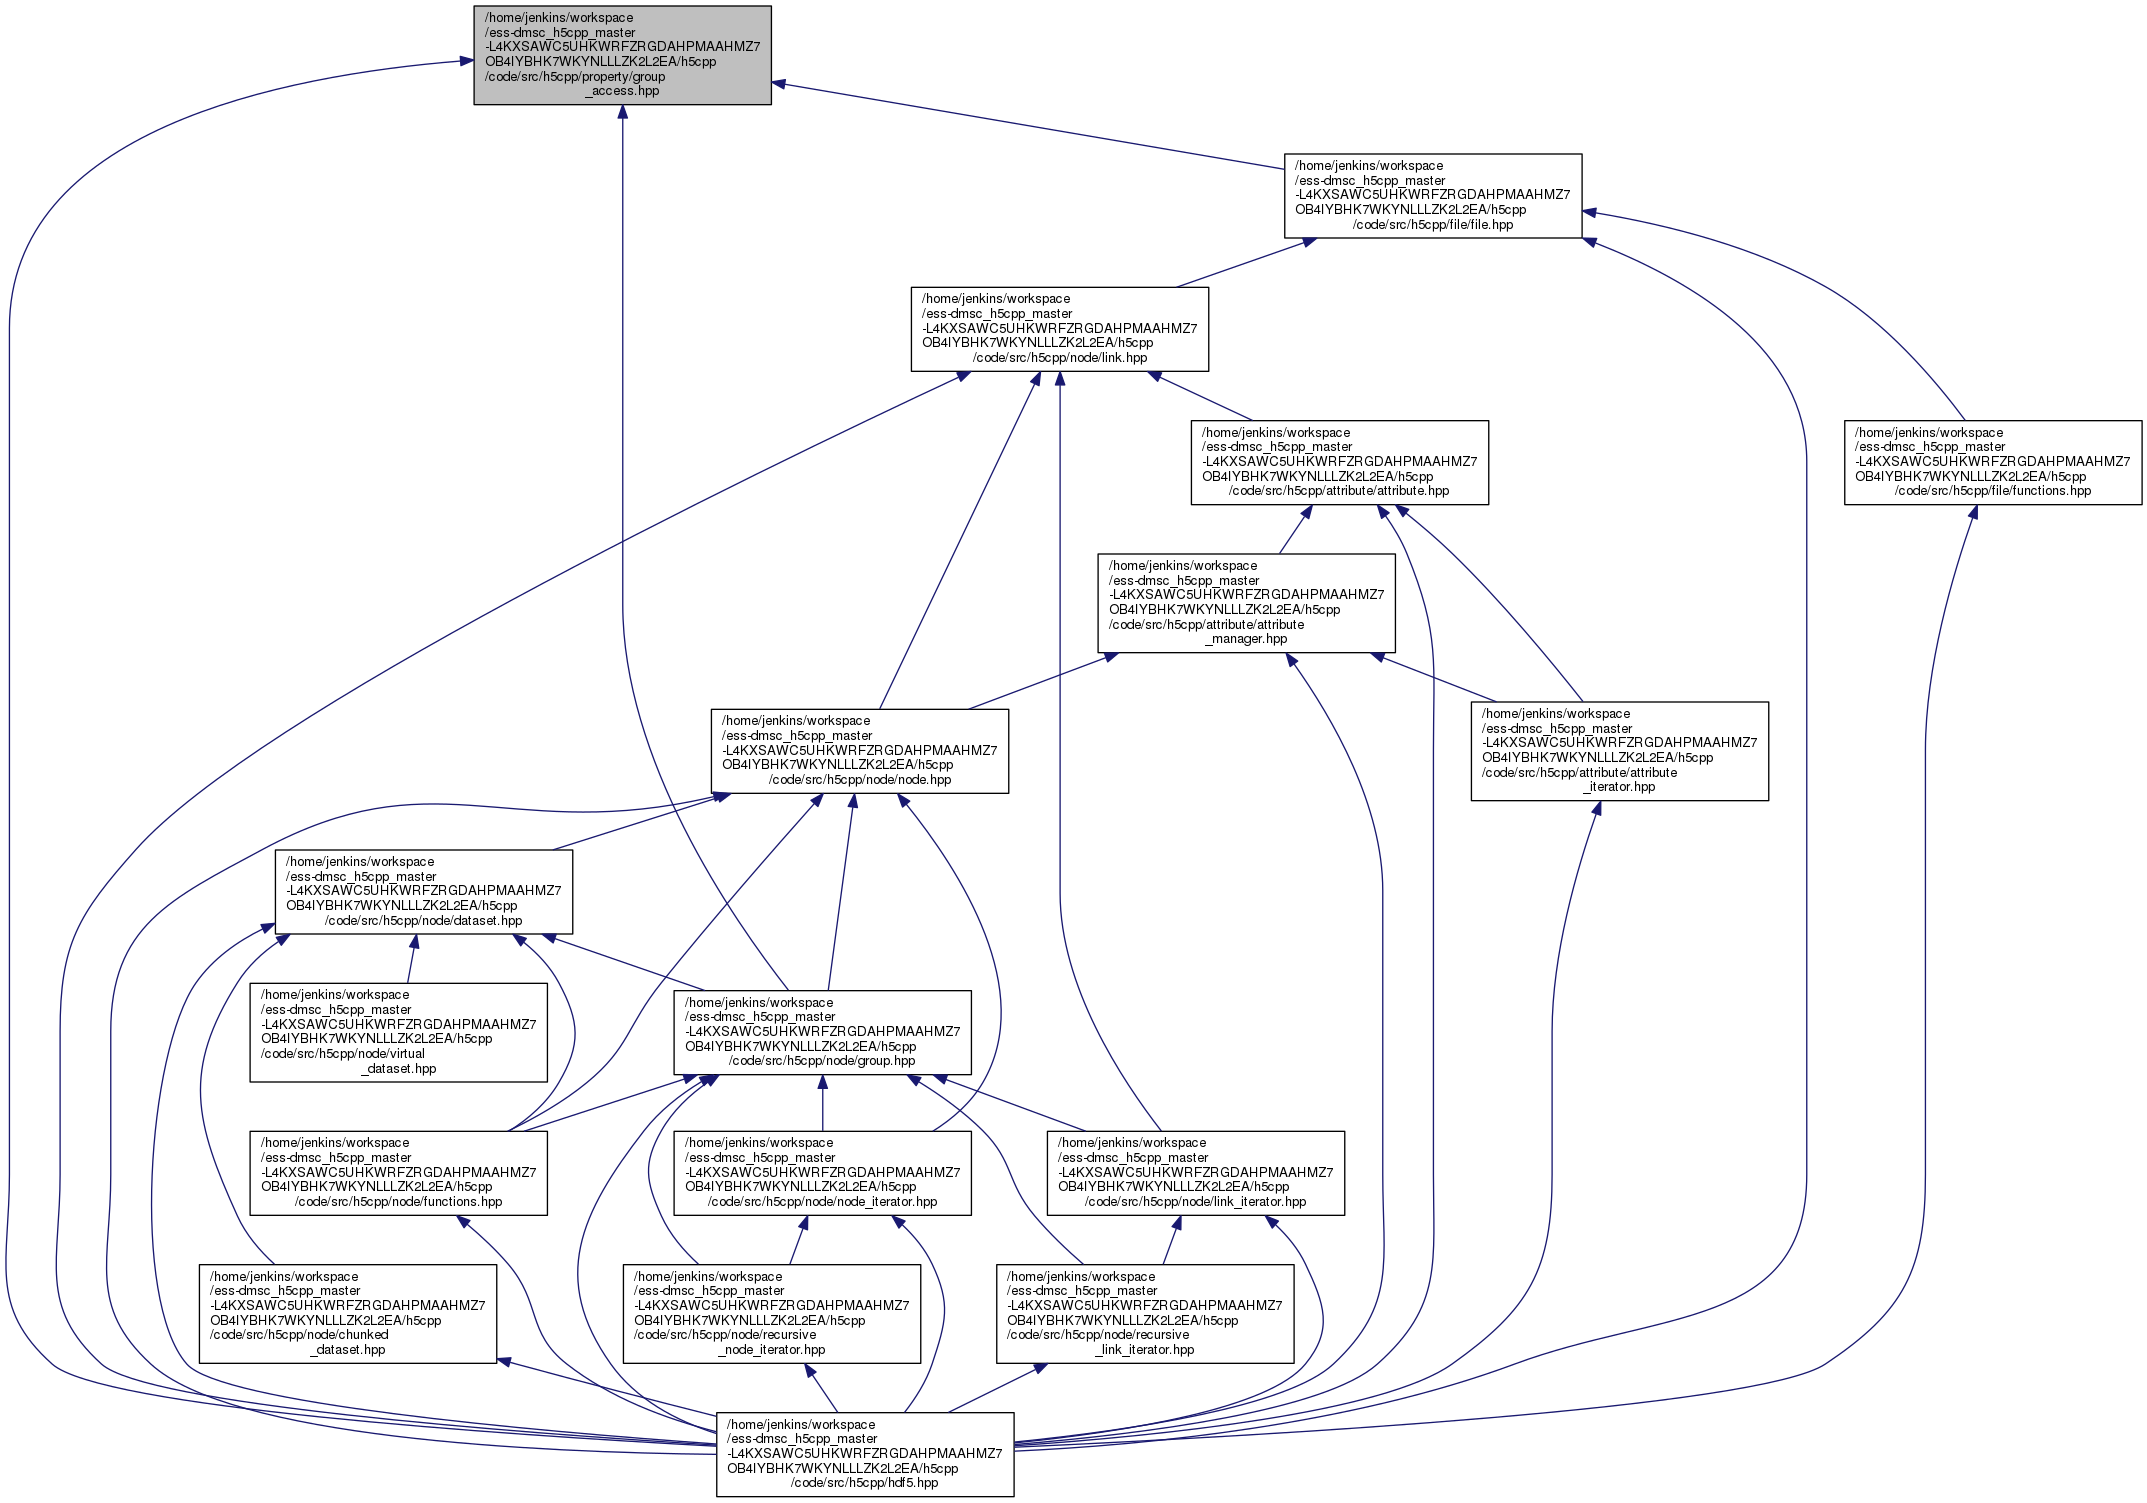 /home/jenkins/workspace
/ess-dmsc_h5cpp_master
-L4KXSAWC5UHKWRFZRGDAHPMAAHMZ7
OB4IYBHK7WKYNLLLZK2L2EA/h5cpp
/code/src/h5cpp/property/group
_access.hpp
/home/jenkins/workspace
/ess-dmsc_h5cpp_master
-L4KXSAWC5UHKWRFZRGDAHPMAAHMZ7
OB4IYBHK7WKYNLLLZK2L2EA/h5cpp
/code/src/h5cpp/file/file.hpp
/home/jenkins/workspace
/ess-dmsc_h5cpp_master
-L4KXSAWC5UHKWRFZRGDAHPMAAHMZ7
OB4IYBHK7WKYNLLLZK2L2EA/h5cpp
/code/src/h5cpp/node/link.hpp
/home/jenkins/workspace
/ess-dmsc_h5cpp_master
-L4KXSAWC5UHKWRFZRGDAHPMAAHMZ7
OB4IYBHK7WKYNLLLZK2L2EA/h5cpp
/code/src/h5cpp/attribute/attribute.hpp
/home/jenkins/workspace
/ess-dmsc_h5cpp_master
-L4KXSAWC5UHKWRFZRGDAHPMAAHMZ7
OB4IYBHK7WKYNLLLZK2L2EA/h5cpp
/code/src/h5cpp/file/functions.hpp
/home/jenkins/workspace
/ess-dmsc_h5cpp_master
-L4KXSAWC5UHKWRFZRGDAHPMAAHMZ7
OB4IYBHK7WKYNLLLZK2L2EA/h5cpp
/code/src/h5cpp/attribute/attribute
_manager.hpp
/home/jenkins/workspace
/ess-dmsc_h5cpp_master
-L4KXSAWC5UHKWRFZRGDAHPMAAHMZ7
OB4IYBHK7WKYNLLLZK2L2EA/h5cpp
/code/src/h5cpp/node/node.hpp
/home/jenkins/workspace
/ess-dmsc_h5cpp_master
-L4KXSAWC5UHKWRFZRGDAHPMAAHMZ7
OB4IYBHK7WKYNLLLZK2L2EA/h5cpp
/code/src/h5cpp/attribute/attribute
_iterator.hpp
/home/jenkins/workspace
/ess-dmsc_h5cpp_master
-L4KXSAWC5UHKWRFZRGDAHPMAAHMZ7
OB4IYBHK7WKYNLLLZK2L2EA/h5cpp
/code/src/h5cpp/node/dataset.hpp
/home/jenkins/workspace
/ess-dmsc_h5cpp_master
-L4KXSAWC5UHKWRFZRGDAHPMAAHMZ7
OB4IYBHK7WKYNLLLZK2L2EA/h5cpp
/code/src/h5cpp/node/virtual
_dataset.hpp
/home/jenkins/workspace
/ess-dmsc_h5cpp_master
-L4KXSAWC5UHKWRFZRGDAHPMAAHMZ7
OB4IYBHK7WKYNLLLZK2L2EA/h5cpp
/code/src/h5cpp/node/group.hpp
/home/jenkins/workspace
/ess-dmsc_h5cpp_master
-L4KXSAWC5UHKWRFZRGDAHPMAAHMZ7
OB4IYBHK7WKYNLLLZK2L2EA/h5cpp
/code/src/h5cpp/node/functions.hpp
/home/jenkins/workspace
/ess-dmsc_h5cpp_master
-L4KXSAWC5UHKWRFZRGDAHPMAAHMZ7
OB4IYBHK7WKYNLLLZK2L2EA/h5cpp
/code/src/h5cpp/node/node_iterator.hpp
/home/jenkins/workspace
/ess-dmsc_h5cpp_master
-L4KXSAWC5UHKWRFZRGDAHPMAAHMZ7
OB4IYBHK7WKYNLLLZK2L2EA/h5cpp
/code/src/h5cpp/node/link_iterator.hpp
/home/jenkins/workspace
/ess-dmsc_h5cpp_master
-L4KXSAWC5UHKWRFZRGDAHPMAAHMZ7
OB4IYBHK7WKYNLLLZK2L2EA/h5cpp
/code/src/h5cpp/node/chunked
_dataset.hpp
/home/jenkins/workspace
/ess-dmsc_h5cpp_master
-L4KXSAWC5UHKWRFZRGDAHPMAAHMZ7
OB4IYBHK7WKYNLLLZK2L2EA/h5cpp
/code/src/h5cpp/node/recursive
_node_iterator.hpp
/home/jenkins/workspace
/ess-dmsc_h5cpp_master
-L4KXSAWC5UHKWRFZRGDAHPMAAHMZ7
OB4IYBHK7WKYNLLLZK2L2EA/h5cpp
/code/src/h5cpp/node/recursive
_link_iterator.hpp
/home/jenkins/workspace
/ess-dmsc_h5cpp_master
-L4KXSAWC5UHKWRFZRGDAHPMAAHMZ7
OB4IYBHK7WKYNLLLZK2L2EA/h5cpp
/code/src/h5cpp/hdf5.hpp